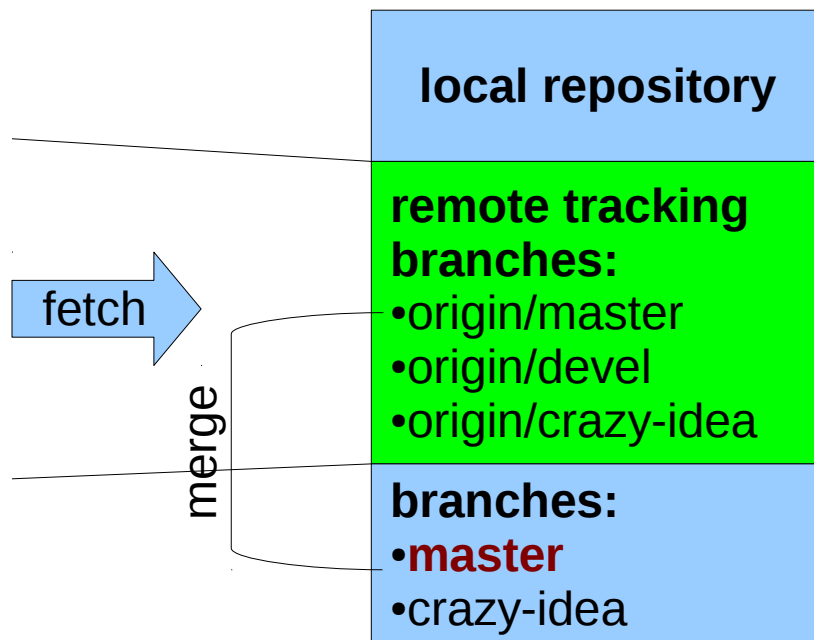 local repository
remote tracking
branches:
•origin/master
•origin/devel
•origin/crazy-idea
fetch
merge
branches:
•master
•crazy-idea